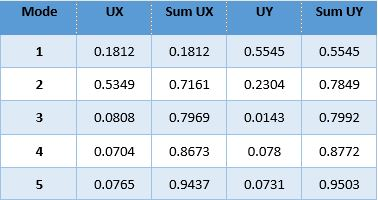 Mode UX Sum UX UY Sum UY
1 0.1812 0.1812 0.5545 0.5545
2 0.5349 0.7161 0.2304 0.7849
3 0.0808 0.7969 0.0143 0.7992
4 0.0704 0.8673 0.078 0.8772
5 0.0765 0.9437 0.0731 0.9503